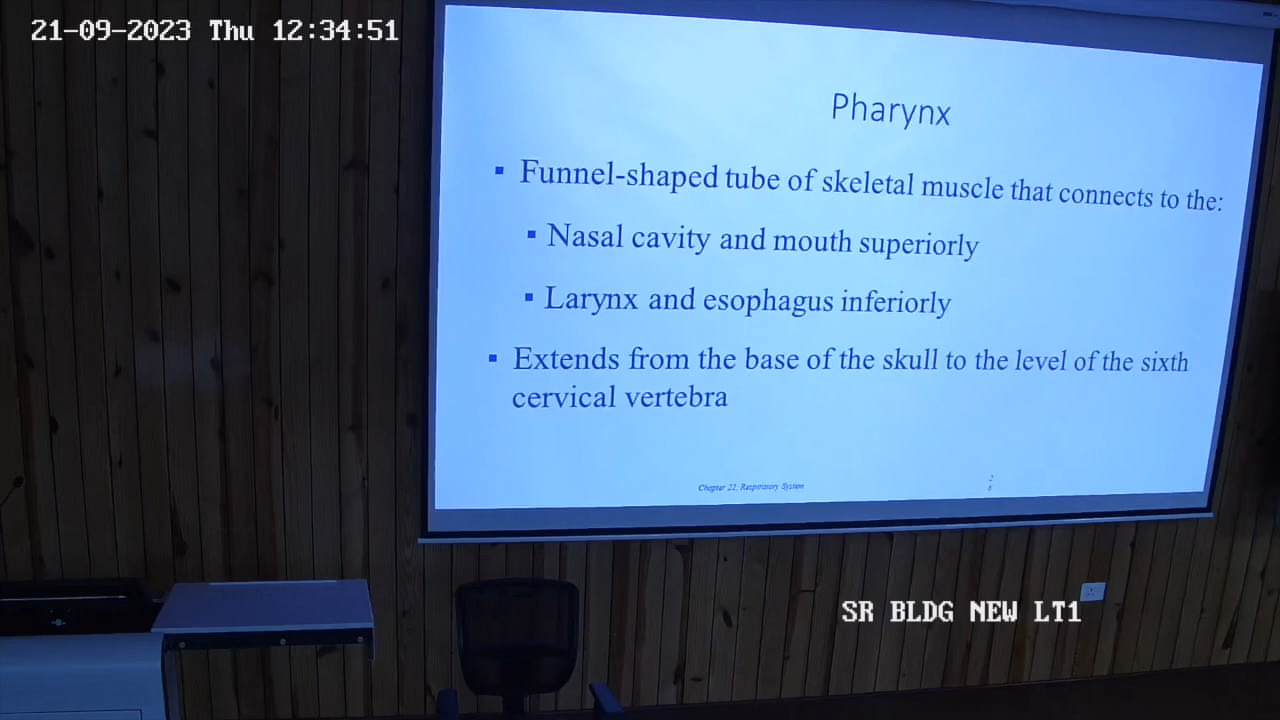 21-09-2023 Thu 12:34:51
Pharynx
▪ Funnel-shaped tube of skeletal muscle that connects to the:
▪ Nasal cavity and mouth superiorly
▪ Larynx and esophagus inferiorly
▪ Extends from the base of the skull to the level of the sixth
cervical vertebra
Chapter 22, Respiratory System
SR BLDG NEW LT1